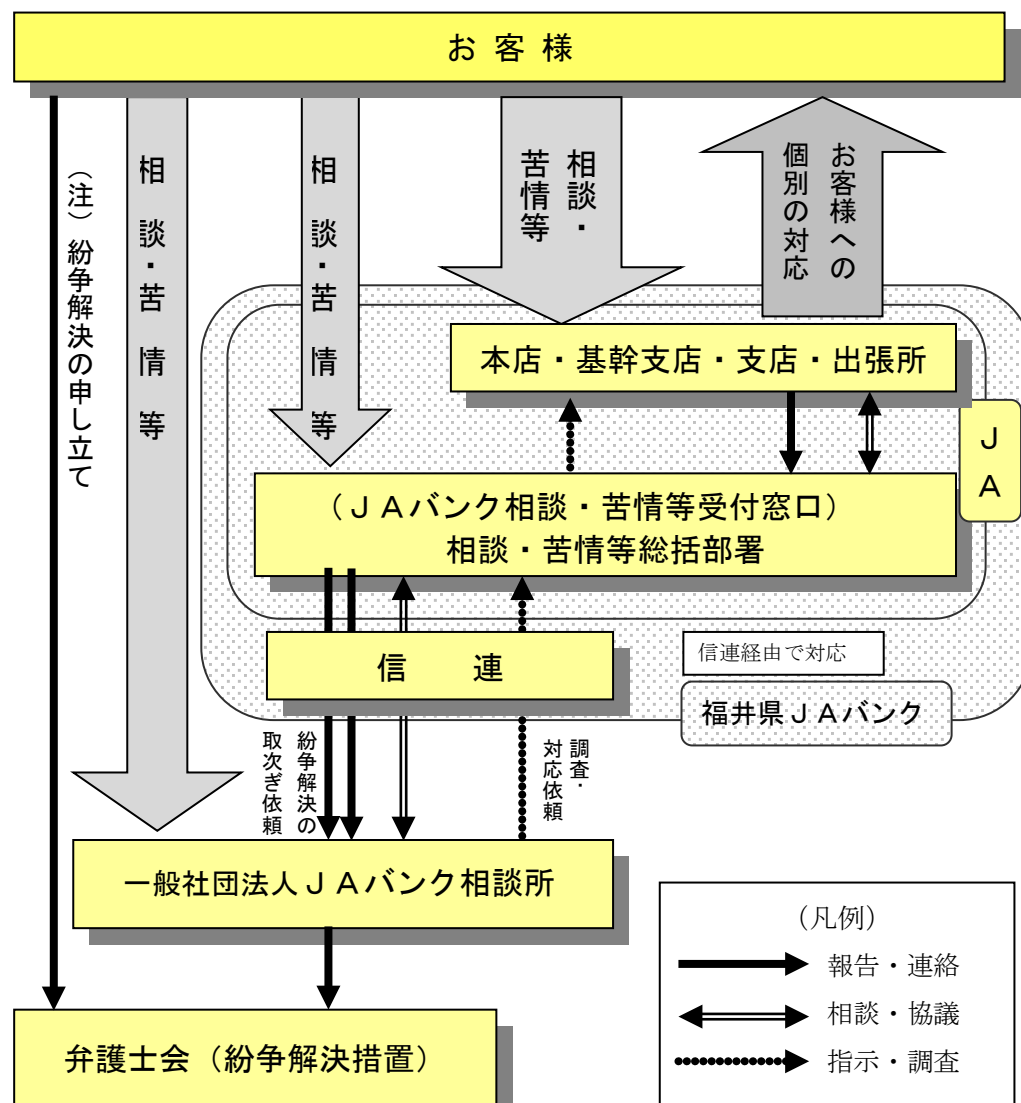 お 客 様
(注)紛争解決の申し立て
相 談・苦 情 等
相 談・苦 情 等
相談・
苦情等
お客様への
個別の対応
本店・基幹支店・支店・出張所
JA
(JAバンク相談・苦情等受付窓口)
相談・苦情等総括部署
信 連
信連経由で対応
福井県JAバンク
紛争解決の
取次ぎ依頼
調査・
対応依頼
一般社団法人JAバンク相談所
弁護士会(紛争解決措置)
(凡例)
報告・連絡
相談・協議
指示・調査